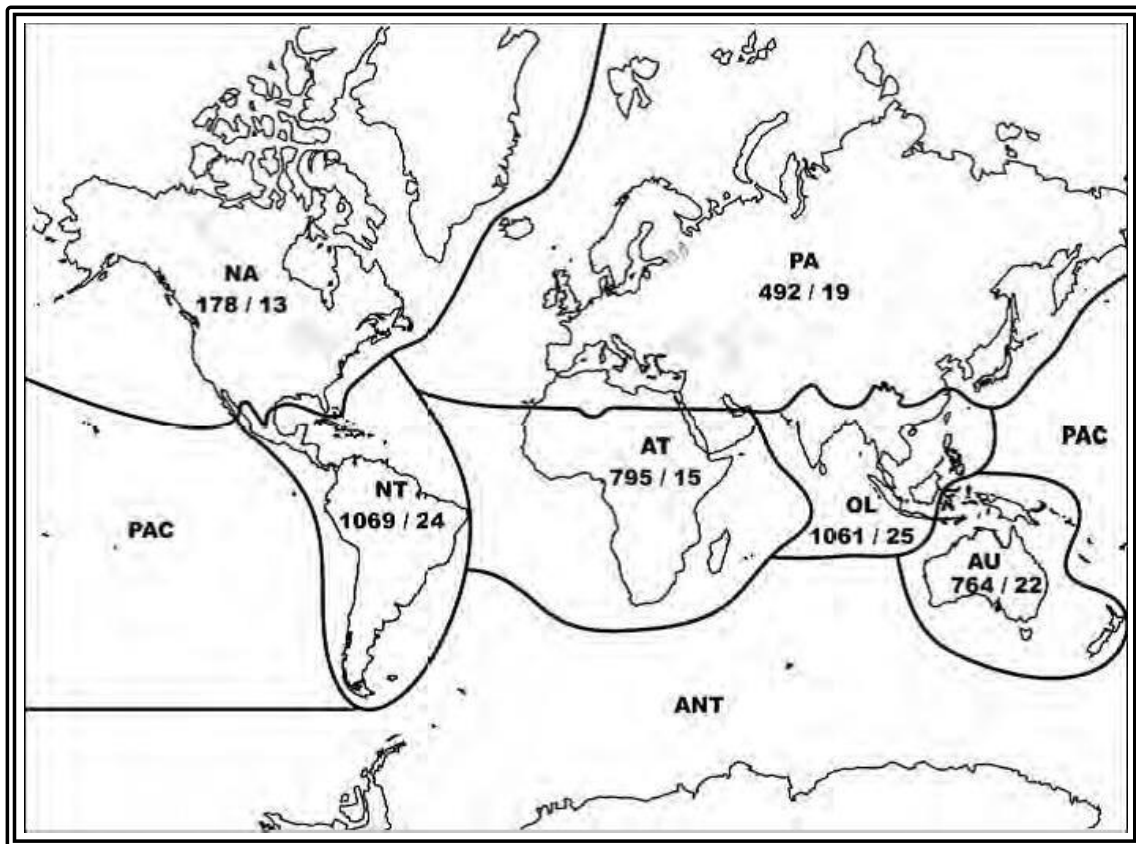 NA
178 / 13
PA
492 / 19
PAC
AT
795 / 15
NT
1069 / 24
PAC
OL
1061 / 25
AU
764 / 22
ANT